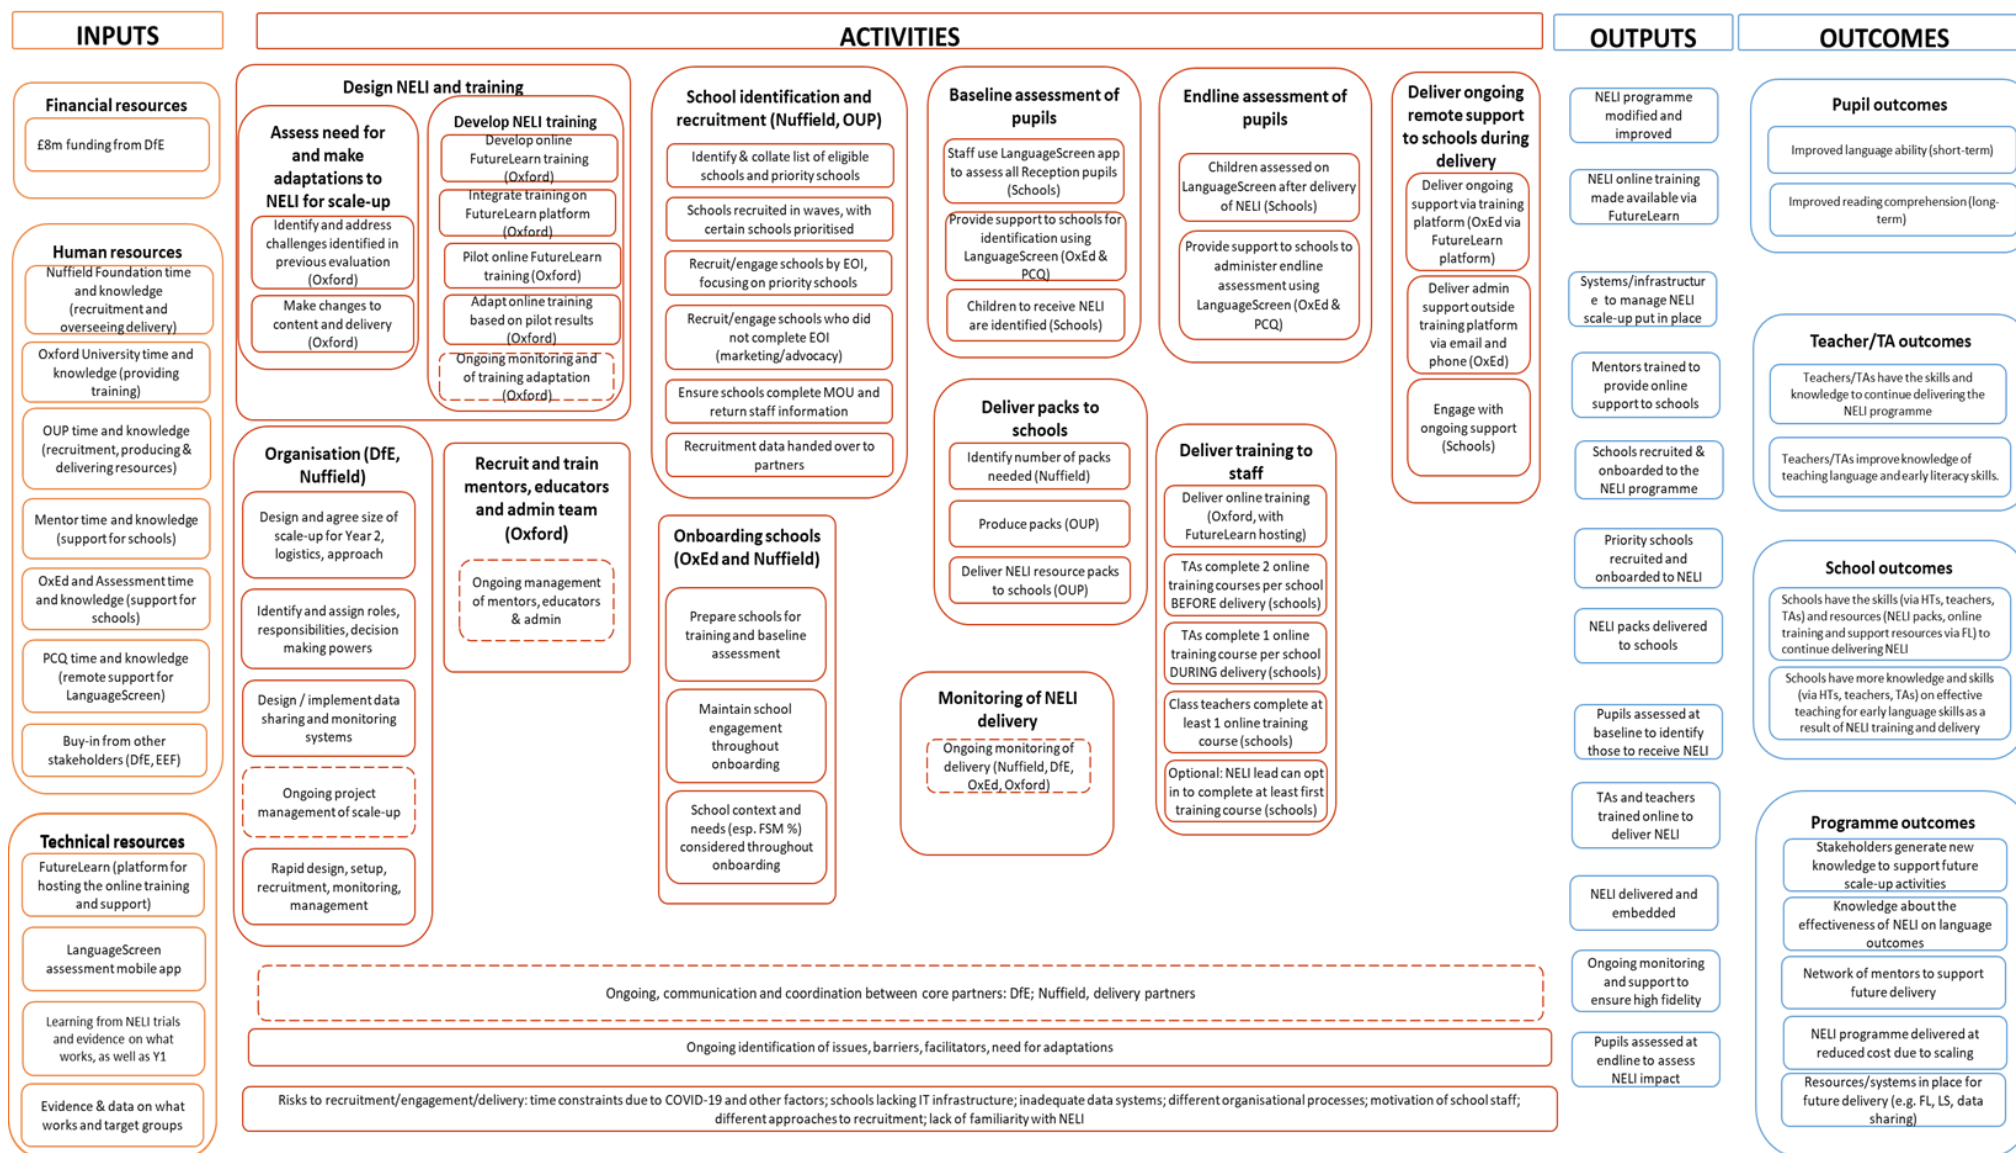 INPUTS
ACTIVITIES
OUTPUTS
OUTCOMES
Financial resources
£8m funding from DfE
Human resources
Nuffield Foundation time
and knowledge
(recruitment and
overseeing delivery)
Oxford University time and
knowledge (providing
training)
OUP time and knowledge
(recruitment, producing &
delivering resources)
Mentor time and knowledge
(support for schools)
OxEd and Assessment time
and knowledge (support for
schools)
PCQ time and knowledge
(remote support for
LanguageScreen)
Buy-in from other
stakeholders (DfE, EEF)
Technical resources
FutureLearn (platform for
hosting the online training
and support)
LanguageScreen
assessment mobile app
Learning from NELI trials
and evidence on what
works, as well as Y1
Evidence & data on what
works and target groups
Design NELI and training
Assess need for
and make
adaptations to
NELI for scale-up
Identify and address
challenges identified in
previous evaluation
(Oxford)
Make changes to
content and delivery
(Oxford)
Develop NELI training
Develop online
FutureLearn training
(Oxford)
Integrate training on
FutureLearn platform
(Oxford)
Pilot online FutureLearn
training (Oxford)
Adapt online training
based on pilot results
(Oxford)
Ongoing monitoring and
of training adaptation
(Oxford)
Organisation (DfE,
Nuffield)
Design and agree size of
scale-up for Year 2,
logistics, approach
Identify and assign roles,
responsibilities, decision
making powers
Design / implement data
sharing and monitoring
systems
Ongoing project
management of scale-up
Rapid design, setup,
recruitment, monitoring,
management
Recruit and train
mentors, educators
and admin team
(Oxford)
Ongoing management
of mentors, educators
& admin
School identification and
recruitment (Nuffield, OUP)
Identify & collate list of eligible
schools and priority schools
Schools recruited in waves, with
certain schools prioritised
Recruit/engage schools by EOI,
focusing on priority schools
Recruit/engage schools who did
not complete EOI
(marketing/advocacy)
Ensure schools complete MOU and
return staff information
Recruitment data handed over to
partners
Onboarding schools
(OxEd and Nuffield)
Prepare schools for
training and baseline
assessment
Maintain school
engagement
throughout
onboarding
School context and
needs (esp. FSM %)
considered throughout
onboarding
Baseline assessment of
pupils
Staff use LanguageScreen app
to assess all Reception pupils
(Schools)
Provide support to schools for
identification using
LanguageScreen (OxEd &
PCQ)
Children to receive NELI
are identified (Schools)
Deliver packs to
schools
Identify number of packs
needed (Nuffield)
Produce packs (OUP)
Deliver NELI resource packs
to schools (OUP)
Monitoring of NELI
delivery
Ongoing monitoring of
delivery (Nuffield, DfE,
OxEd, Oxford)
Endline assessment of
pupils
Children assessed on
LanguageScreen after delivery
of NELI (Schools)
Provide support to schools to
administer endline
assessment using
LanguageScreen (OxEd &
PCQ)
Deliver training to
staff
Deliver online training
(Oxford, with
FutureLearn hosting)
TAs complete 2 online
training courses per school
BEFORE delivery (schools)
TAs complete 1 online
training course per school
DURING delivery (schools)
Class teachers complete at
least 1 online training
course (schools)
Optional: NELI lead can opt
in to complete at least first
training course (schools)
Deliver ongoing
remote support
to schools during
delivery
Deliver ongoing
support via training
platform (OxEd via
FutureLearn
platform)
Deliver admin
support outside
training platform
via email and
phone (OxEd)
Engage with
ongoing support
(Schools)
Ongoing, communication and coordination between core partners: DfE; Nuffield, delivery partners
Ongoing identification of issues, barriers, facilitators, need for adaptations
Risks to recruitment/engagement/delivery: time constraints due to COVID-19 and other factors; schools lacking IT infrastructure; inadequate data systems; different organisational processes; motivation of school staff;
different approaches to recruitment; lack of familiarity with NELI
NELI programme
modified and
improved
NELI online training
made available via
FutureLearn
Systems/infrastructur
e to manage NELI
scale-up put in place
Mentors trained to
provide online
support to schools
Schools recruited &
onboarded to the
NELI programme
Priority schools
recruited and
onboarded to NELI
NELI packs delivered
to schools
Pupils assessed at
baseline to identify
those to receive NELI
TAs and teachers
trained online to
deliver NELI
NELI delivered and
embedded
Ongoing monitoring
and support to
ensure high fidelity
Pupils assessed at
endline to assess
NELI impact
Pupil outcomes
Improved language ability (short-term)
Improved reading comprehension (long-
term)
Teacher/TA outcomes
Teachers/TAs have the skills and
knowledge to continue delivering the
NELI programme
Teachers/TAs improve knowledge of
teaching language and early literacy skills.
School outcomes
Schools have the skills (via HTs, teachers,
TAs) and resources (NELI packs, online
training and support resources via FL) to
continue delivering NELI
Schools have more knowledge and skills
(via HTs, teachers, TAs) on effective
teaching for early language skills as a
result of NELI training and delivery
Programme outcomes
Stakeholders generate new
knowledge to support future
scale-up activities
Knowledge about the
effectiveness of NELI on language
outcomes
Network of mentors to support
future delivery
NELI programme delivered at
reduced cost due to scaling
Resources/systems in place for
future delivery (e.g. FL, LS, data
sharing)